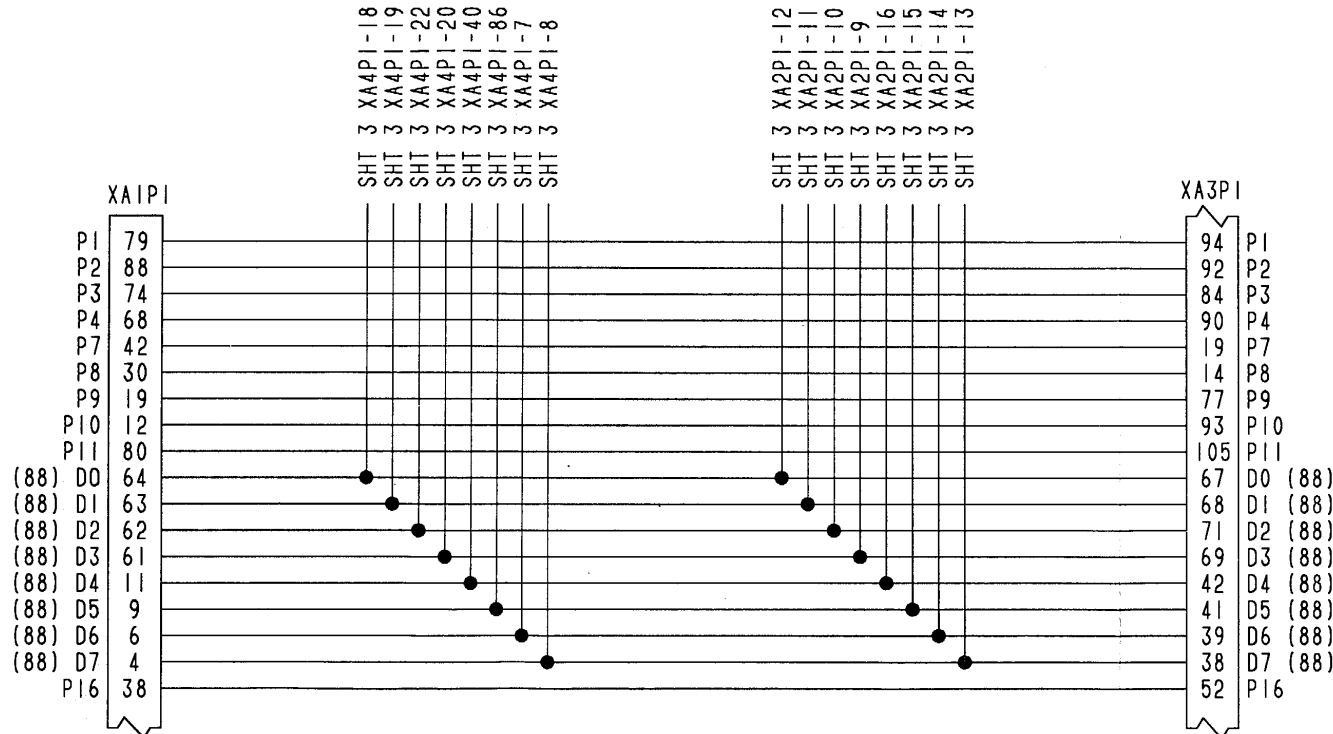 SHT 3 XA4P1-18
SHT 3 XA4P1-19
SHT 3 XA4P1-22
SHT 3 XA4P1-20
SHT 3 XA4P1-40
SHT 3 XA4P1-86
SHT 3 XA4P1-7
SHT 3 XA4P1-8
SHT 3 XA2P1-12
SHT 3 XA2P1-11
SHT 3 XA2P1-10
SHT 3 XA2P1-9
SHT 3 XA2P1-16
SHT 3 XA2P1-15
SHT 3 XA2P1-14
SHT 3 XA2P1-13
XA1P1 XA3P1
P1 79 94 P1
P2 88 92 P2
P3 74 84 P3
P4 68 90 P4
P7 42 19 P7
P8 30 14 P8
P9 19 77 P9
P10 12 93 P10
P11 80 105 P11
(88) D0 64 67 D0 (88)
(88) D1 63 68 D1 (88)
(88) D2 62 71 D2 (88)
(88) D3 61 69 D3 (88)
(88) D4 11 42 D4 (88)
(88) D5 9 41 D5 (88)
(88) D6 6 39 D6 (88)
(88) D7 4 38 D7 (88)
P16 38 52 P16